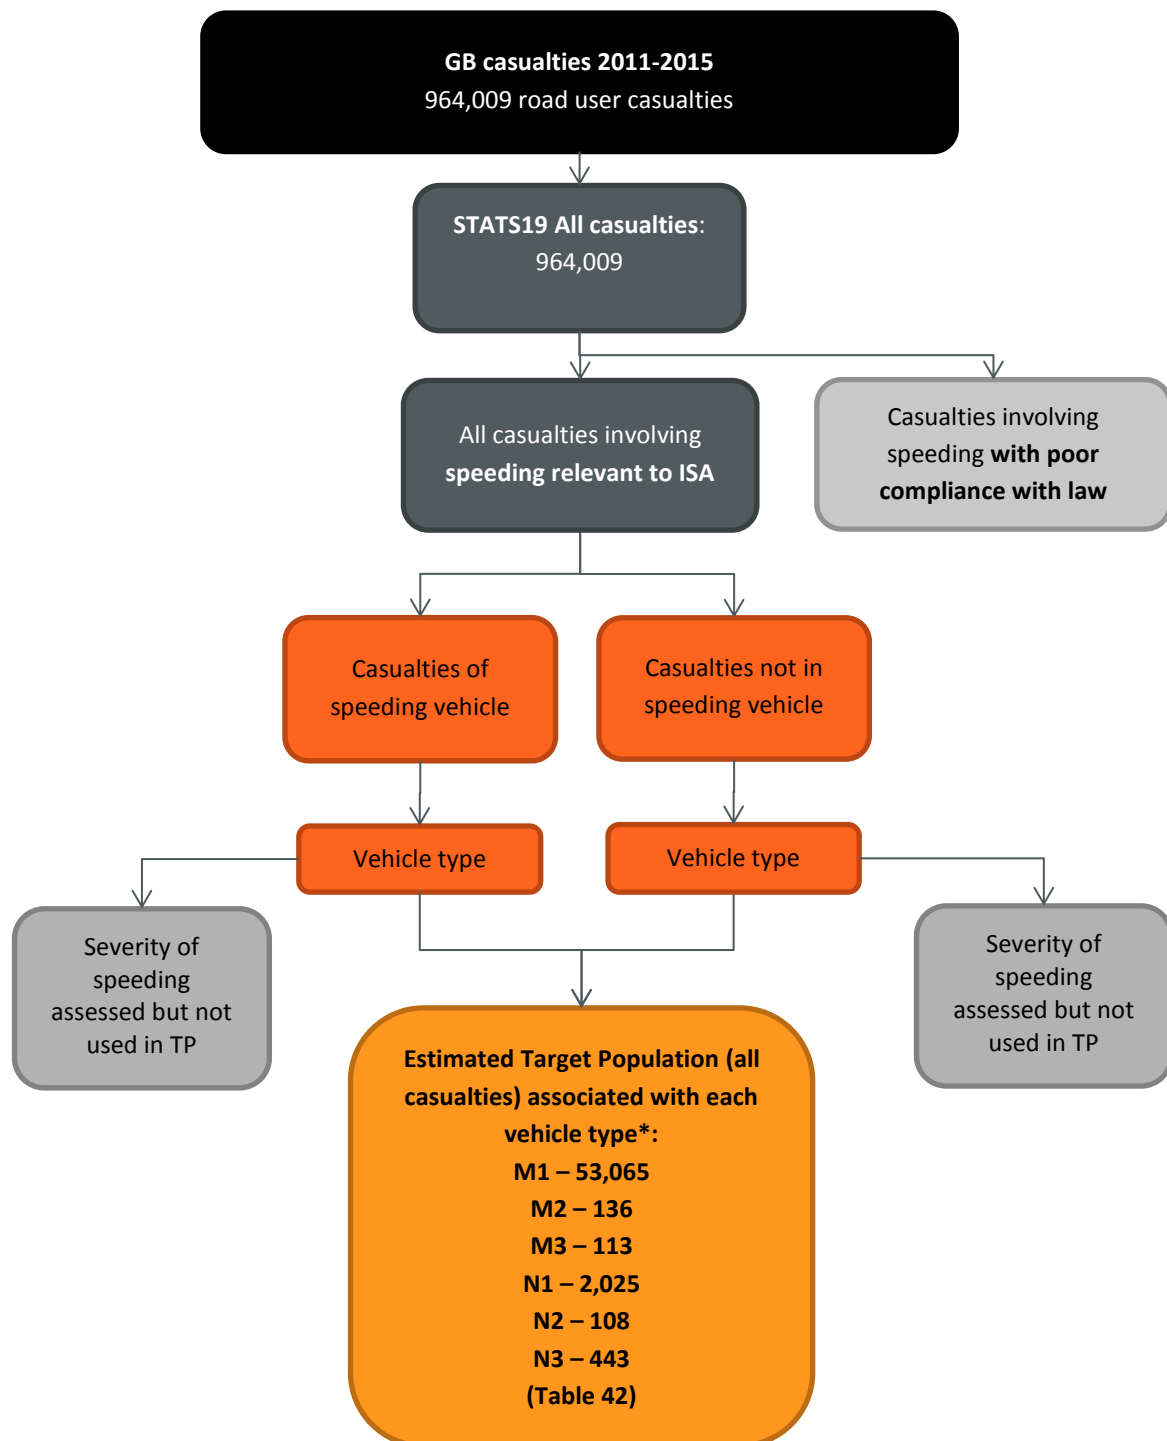 GB casualties 2011-2015
964,009 road user casualties
STATS19 All casualties:
964,009
All casualties involving
speeding relevant to ISA
Casualties involving
speeding with poor
compliance with law
Casualties of
speeding vehicle
Casualties not in
speeding vehicle
Vehicle type
Vehicle type
Severity of
speeding
assessed but not
used in TP
Severity of
speeding
assessed but not
used in TP
Estimated Target Population (all
casualties) associated with each
vehicle type*:
M1 – 53,065
M2 – 136
M3 – 113
N1 – 2,025
N2 – 108
N3 – 443
(Table 42)